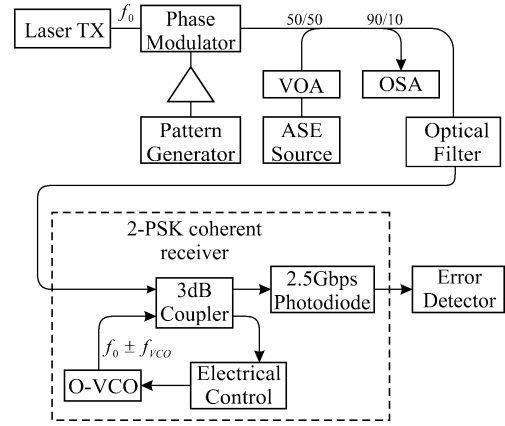 Laser TX
f0
Phase
Modulator
50/50
90/10
VOA
OSA
Pattern
Generator
ASE
Source
Optical
Filter
2-PSK coherent
receiver
3dB
Coupler
2.5Gbps
Photodiode
Error
Detector
f0 ± fVCO
O-VCO
Electrical
Control